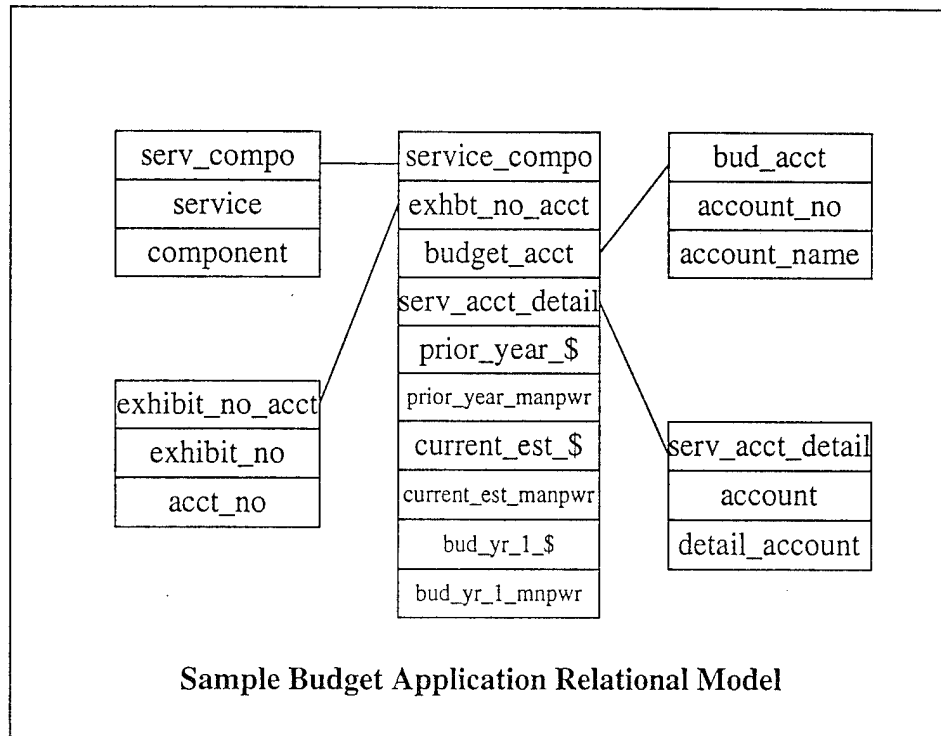 serv_compo
service
component
exhibit_no_acct
exhibit_no
acct_no
service_compo
exhbt_no_acct
budget_acct
serv_acct_detail
prior_year_$
prior_year_manpwr
current_est_$
current_est_manpwr
bud_yr_1_$
bud_yr_1_mnpwr
bud_acct
account_no
account_name
serv_acct_detail
account
detail_account
Sample Budget Application Relational Model